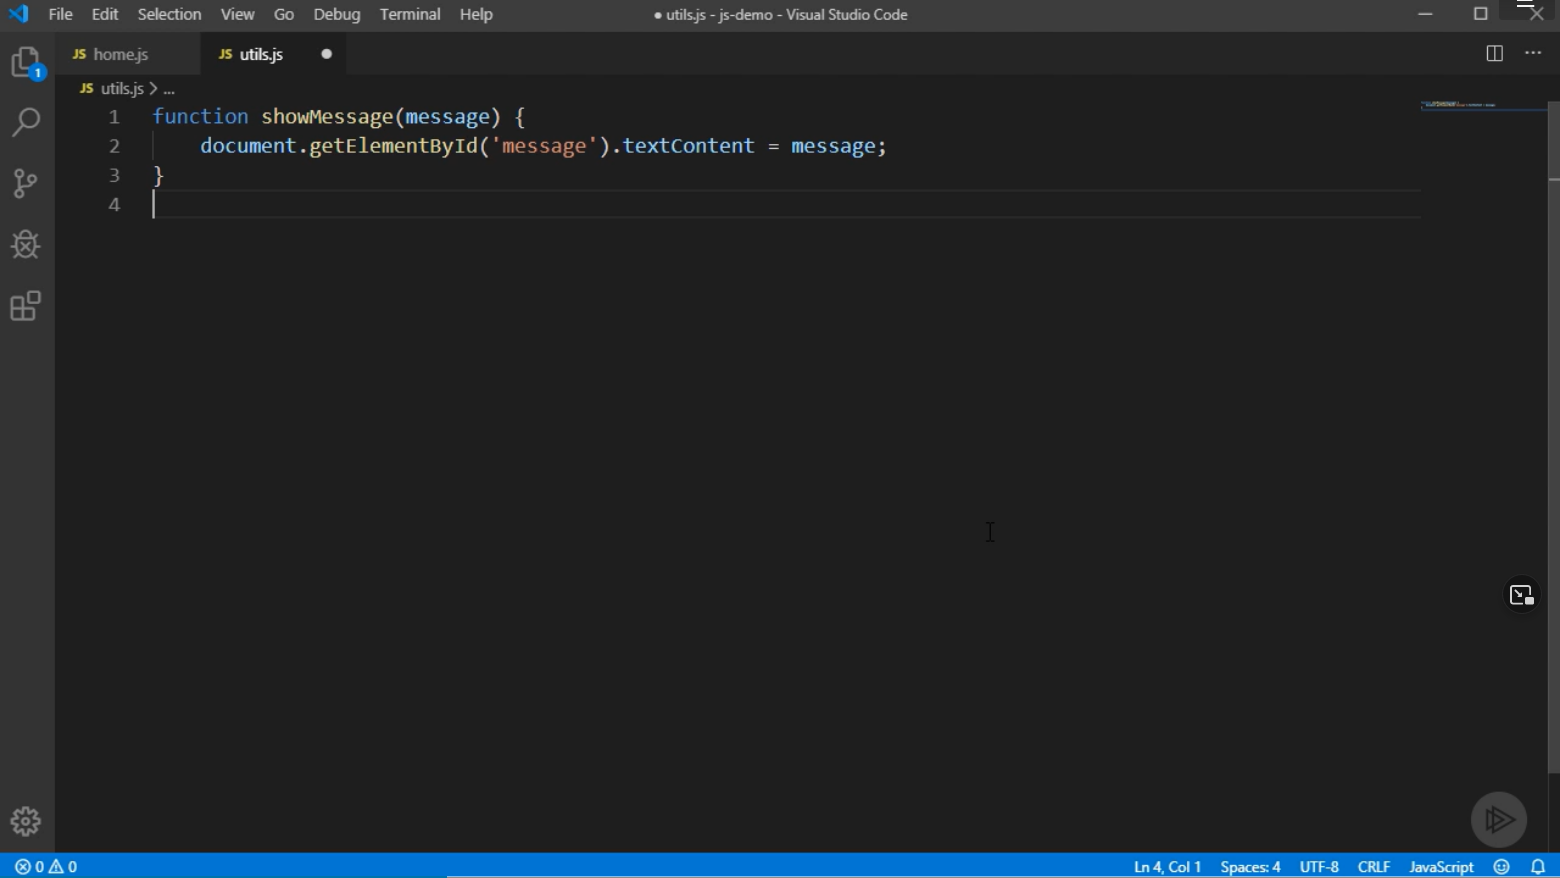 File Edit Selection View Go Debug Terminal Help
● utils.js - js-demo - Visual Studio Code
1
JS home.js
JS utils.js ●
JS utils.js > ...
1 function showMessage(message) {
2     document.getElementById('message').textContent = message;
3 }
4
0 0
Ln 4, Col 1 Spaces: 4 UTF-8 CRLF JavaScript